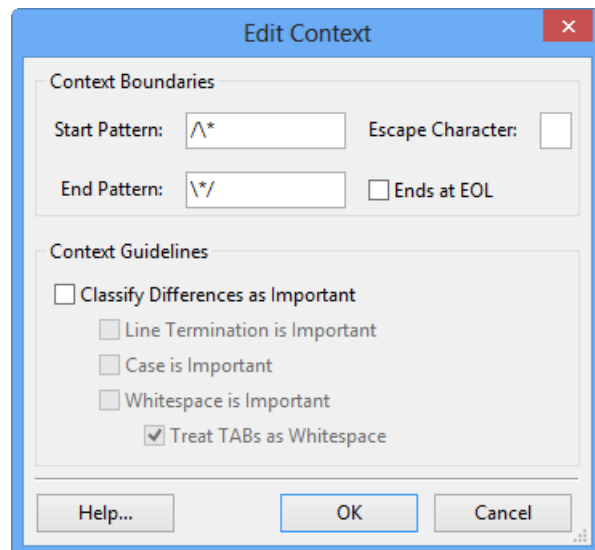 Edit Context
Context Boundaries
Start Pattern: /\* Escape Character:
End Pattern: \*/ Ends at EOL
Context Guidelines
Classify Differences as Important
Line Termination is Important
Case is Important
Whitespace is Important
Treat TABs as Whitespace
Help... OK Cancel